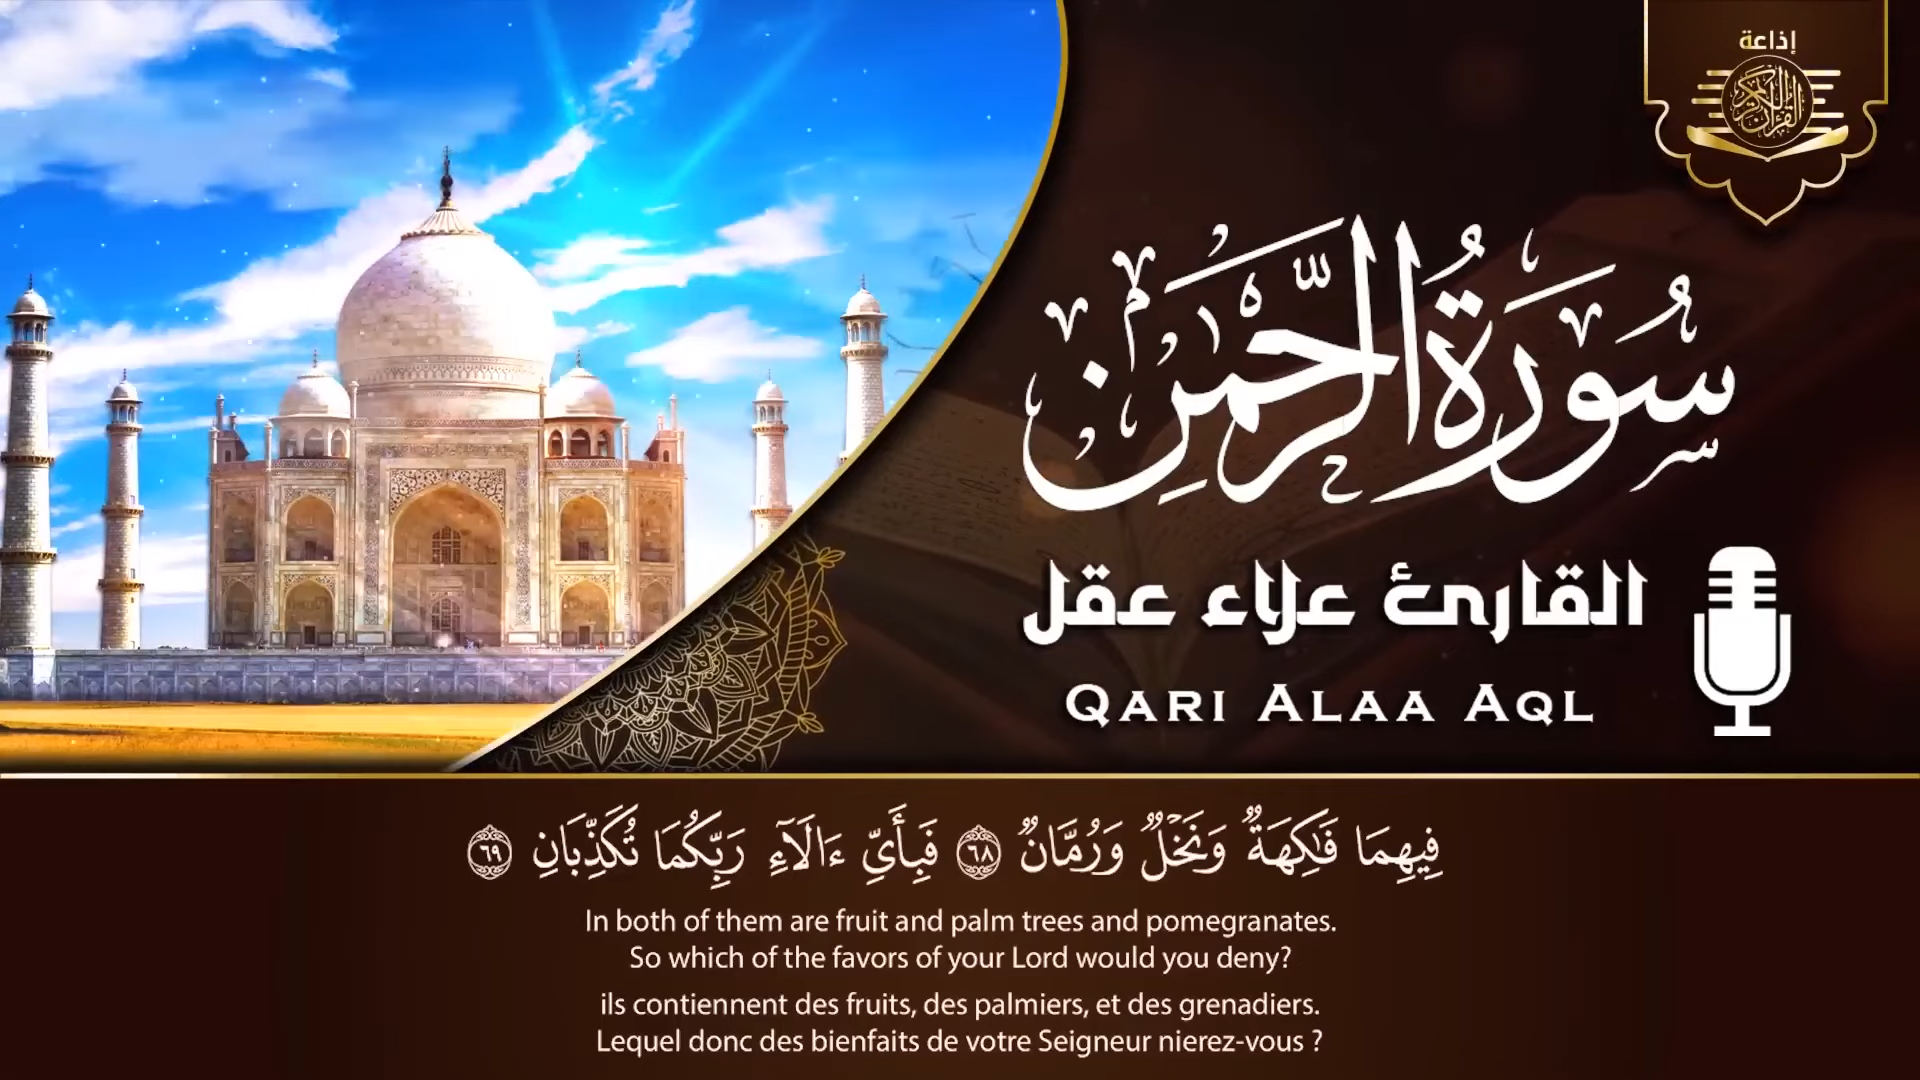 إذاعة
القرآن الكريم
سُورَةُ الرَّحْمَٰنِ
القارئ علاء عقل
QARI ALAA AQL
فِيهِمَا فَـٰكِهَةٌ وَنَخْلٌ وَرُمَّانٌ ٦٨ فَبِأَىِّ ءَالَآءِ رَبِّكُمَا تُكَذِّبَانِ ٦٩
In both of them are fruit and palm trees and pomegranates.
So which of the favors of your Lord would you deny?
ils contiennent des fruits, des palmiers, et des grenadiers.
Lequel donc des bienfaits de votre Seigneur nierez-vous ?